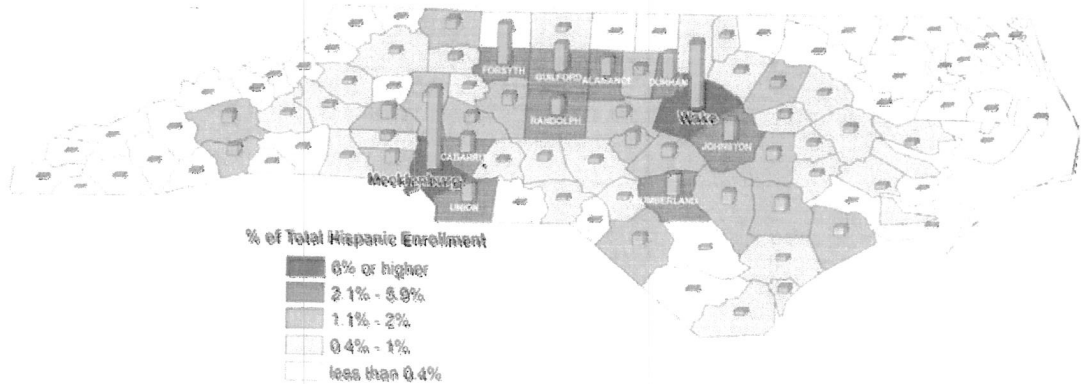 FORSYTH
GUILFORD
ALAMANCE
DURHAM
RANDOLPH
Wake
JOHNSTON
CABARRUS
Mecklenburg
UNION
CUMBERLAND
% of Total Hispanic Enrollment
6% or higher
2.1% - 5.9%
1.1% - 2%
0.4% - 1%
less than 0.4%